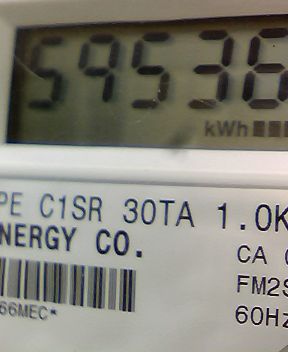 59536
kWh
PE C1SR 30TA 1.0K
NERGY CO.
CA
FM2S
66MEC*
60Hz